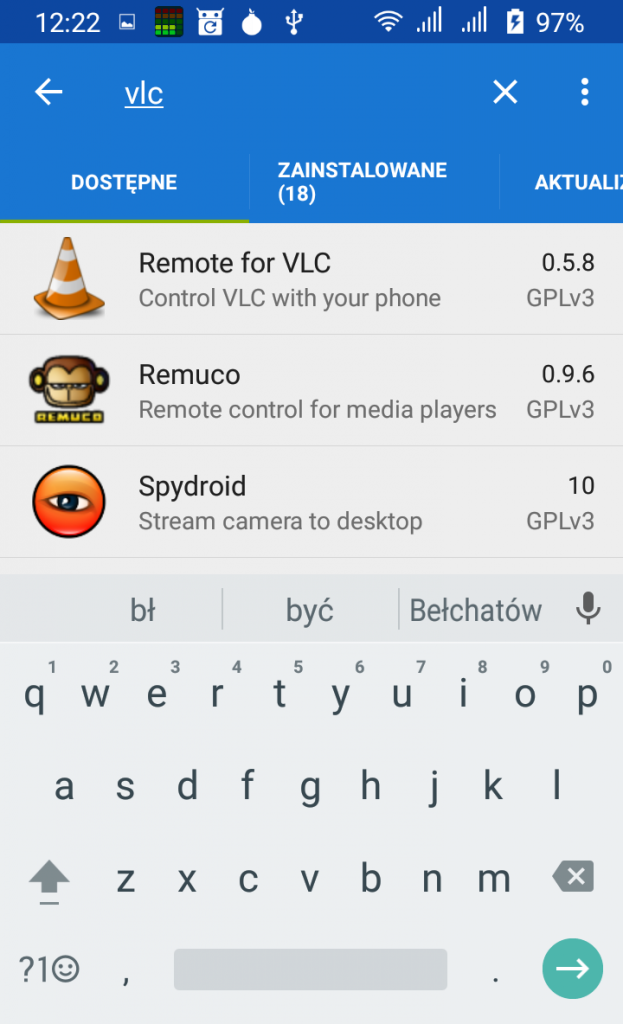 12:22 97%
vlc
DOSTĘPNE
ZAINSTALOWANE
(18)
AKTUALIZ
Remote for VLC 0.5.8
Control VLC with your phone GPLv3
Remuco 0.9.6
Remote control for media players GPLv3
REMUCO
Spydroid 10
Stream camera to desktop GPLv3
bł być Bełchatów
1 2 3 4 5 6 7 8 9 0
q w e r t y u i o p
a s d f g h j k l
z x c v b n m
?1☺ , .